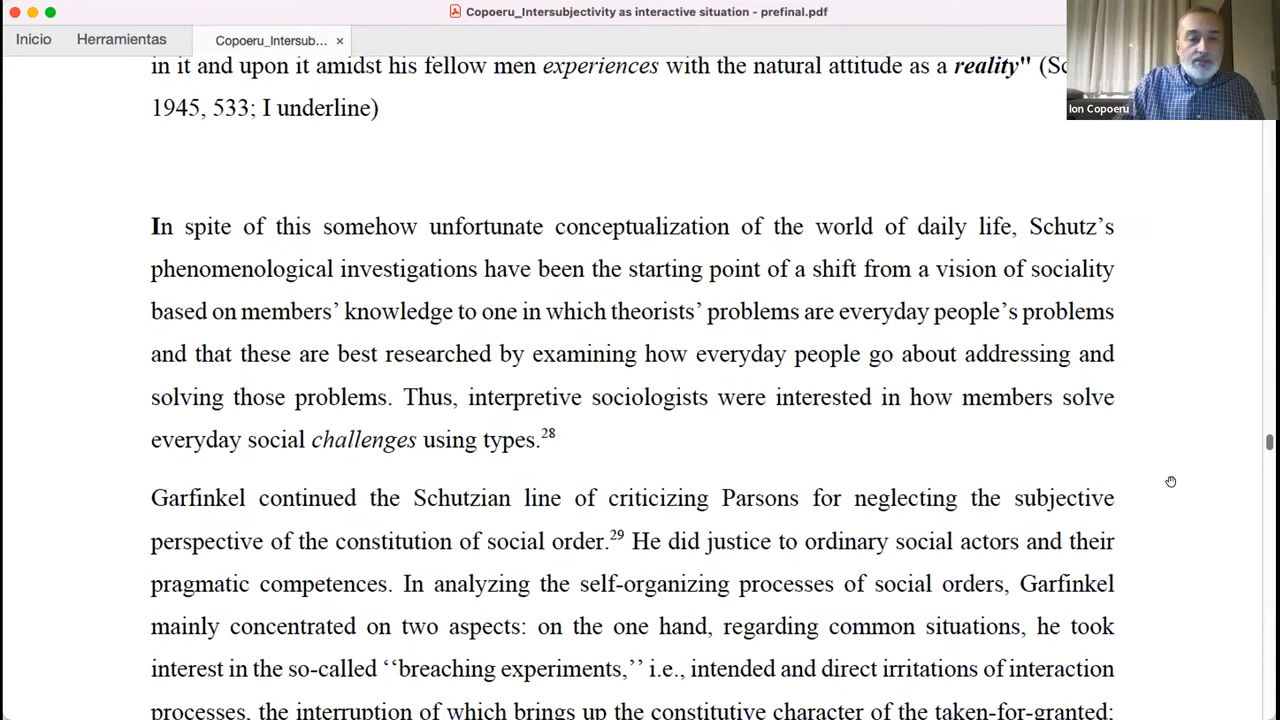 Copoeru_Intersubjectivity as interactive situation - prefinal.pdf
Inicio Herramientas Copoeru_Intersub... ×
in it and upon it amidst his fellow men experiences with the natural attitude as a reality" (Sc
1945, 533; I underline)
Ion Copoeru
In spite of this somehow unfortunate conceptualization of the world of daily life, Schutz’s
phenomenological investigations have been the starting point of a shift from a vision of sociality
based on members’ knowledge to one in which theorists’ problems are everyday people’s problems
and that these are best researched by examining how everyday people go about addressing and
solving those problems. Thus, interpretive sociologists were interested in how members solve
everyday social challenges using types.28
Garfinkel continued the Schutzian line of criticizing Parsons for neglecting the subjective
perspective of the constitution of social order.29 He did justice to ordinary social actors and their
pragmatic competences. In analyzing the self-organizing processes of social orders, Garfinkel
mainly concentrated on two aspects: on the one hand, regarding common situations, he took
interest in the so-called ‘‘breaching experiments,’’ i.e., intended and direct irritations of interaction
processes, the interruption of which brings up the constitutive character of the taken-for-granted;